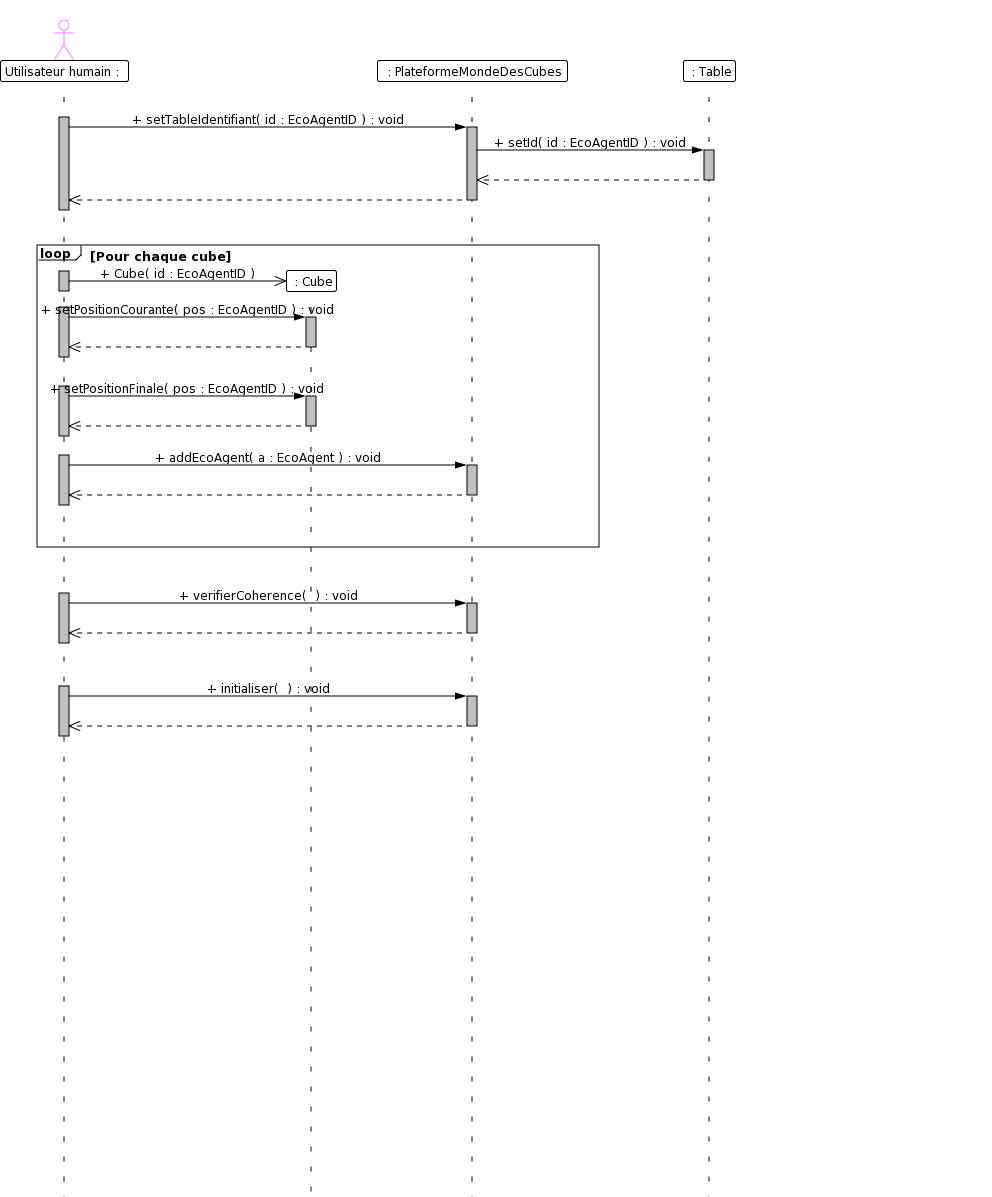 Utilisateur humain :
: PlateformeMondeDesCubes
: Table
+ setTableIdentifiant( id : EcoAgentID ) : void
+ setId( id : EcoAgentID ) : void
loop
[Pour chaque cube]
+ Cube( id : EcoAgentID )
: Cube
+ setPositionCourante( pos : EcoAgentID ) : void
+ setPositionFinale( pos : EcoAgentID ) : void
+ addEcoAgent( a : EcoAgent ) : void
+ verifierCoherence( ) : void
+ initialiser( ) : void